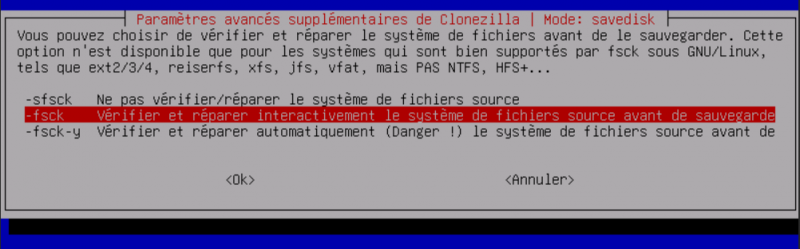 Paramètres avancés supplémentaires de Clonezilla | Mode: savedisk
Vous pouvez choisir de vérifier et réparer le système de fichiers avant de le sauvegarder. Cette
option n'est disponible que pour les systèmes qui sont bien supportés par fsck sous GNU/Linux,
tels que ext2/3/4, reiserfs, xfs, jfs, vfat, mais PAS NTFS, HFS+...
-sfsck Ne pas vérifier/réparer le système de fichiers source
-fsck Vérifier et réparer interactivement le système de fichiers source avant de sauvegarde
-fsck-y Vérifier et réparer automatiquement (Danger !) le système de fichiers source avant de
<Ok> <Annuler>